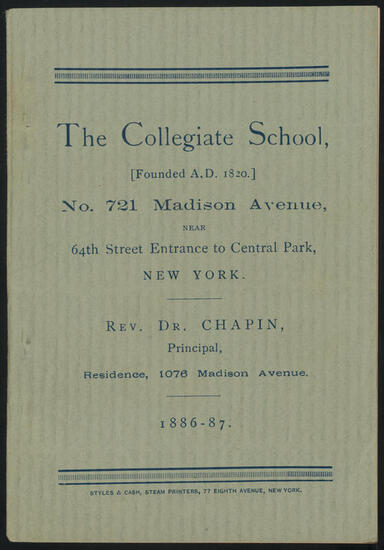 The Collegiate School,
[Founded A.D. 1820.]
No. 721 Madison Avenue,
NEAR
64th Street Entrance to Central Park,
NEW YORK.
REV. DR. CHAPIN,
Principal,
Residence, 1076 Madison Avenue.
1886-87.
STYLES & CASH, STEAM PRINTERS, 77 EIGHTH AVENUE, NEW YORK.